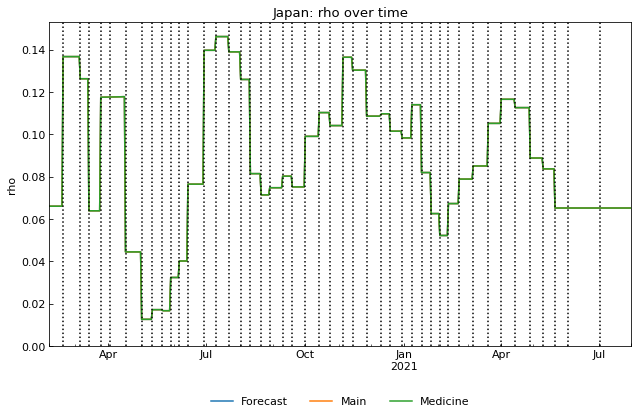 Japan: rho over time
rho
0.14
0.12
0.10
0.08
0.06
0.04
0.02
0.00
Apr Jul Oct Jan Apr Jul
2021
Forecast Main Medicine